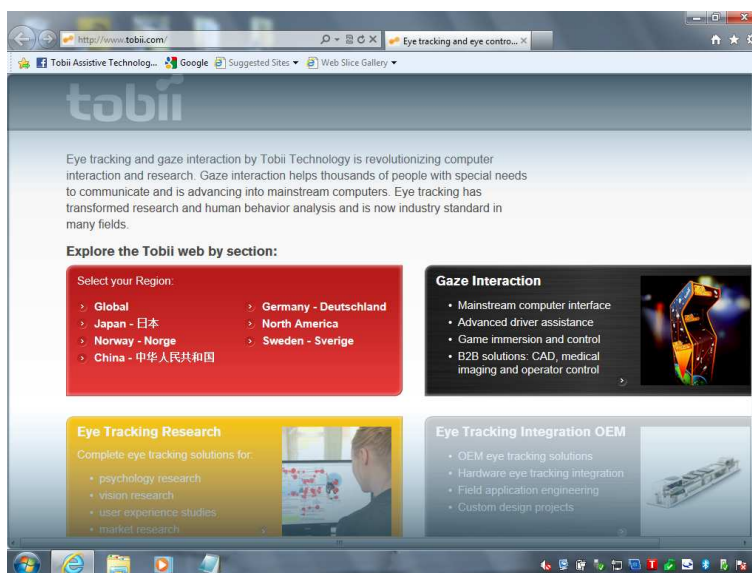 http://www.tobii.com/
Eye tracking and eye contro...
Tobii Assistive Technolog...
Google
Suggested Sites
Web Slice Gallery
tobii
Eye tracking and gaze interaction by Tobii Technology is revolutionizing computer
interaction and research. Gaze interaction helps thousands of people with special needs
to communicate and is advancing into mainstream computers. Eye tracking has
transformed research and human behavior analysis and is now industry standard in
many fields.
Explore the Tobii web by section:
Select your Region:
Global
Japan - 日本
Norway - Norge
China - 中华人民共和国
Germany - Deutschland
North America
Sweden - Sverige
Gaze Interaction
• Mainstream computer interface
• Advanced driver assistance
• Game immersion and control
• B2B solutions: CAD, medical
imaging and operator control
Eye Tracking Research
Complete eye tracking solutions for:
• psychology research
• vision research
• user experience studies
• market research
Eye Tracking Integration OEM
• OEM eye tracking solutions
• Hardware eye tracking integration
• Field application engineering
• Custom design projects